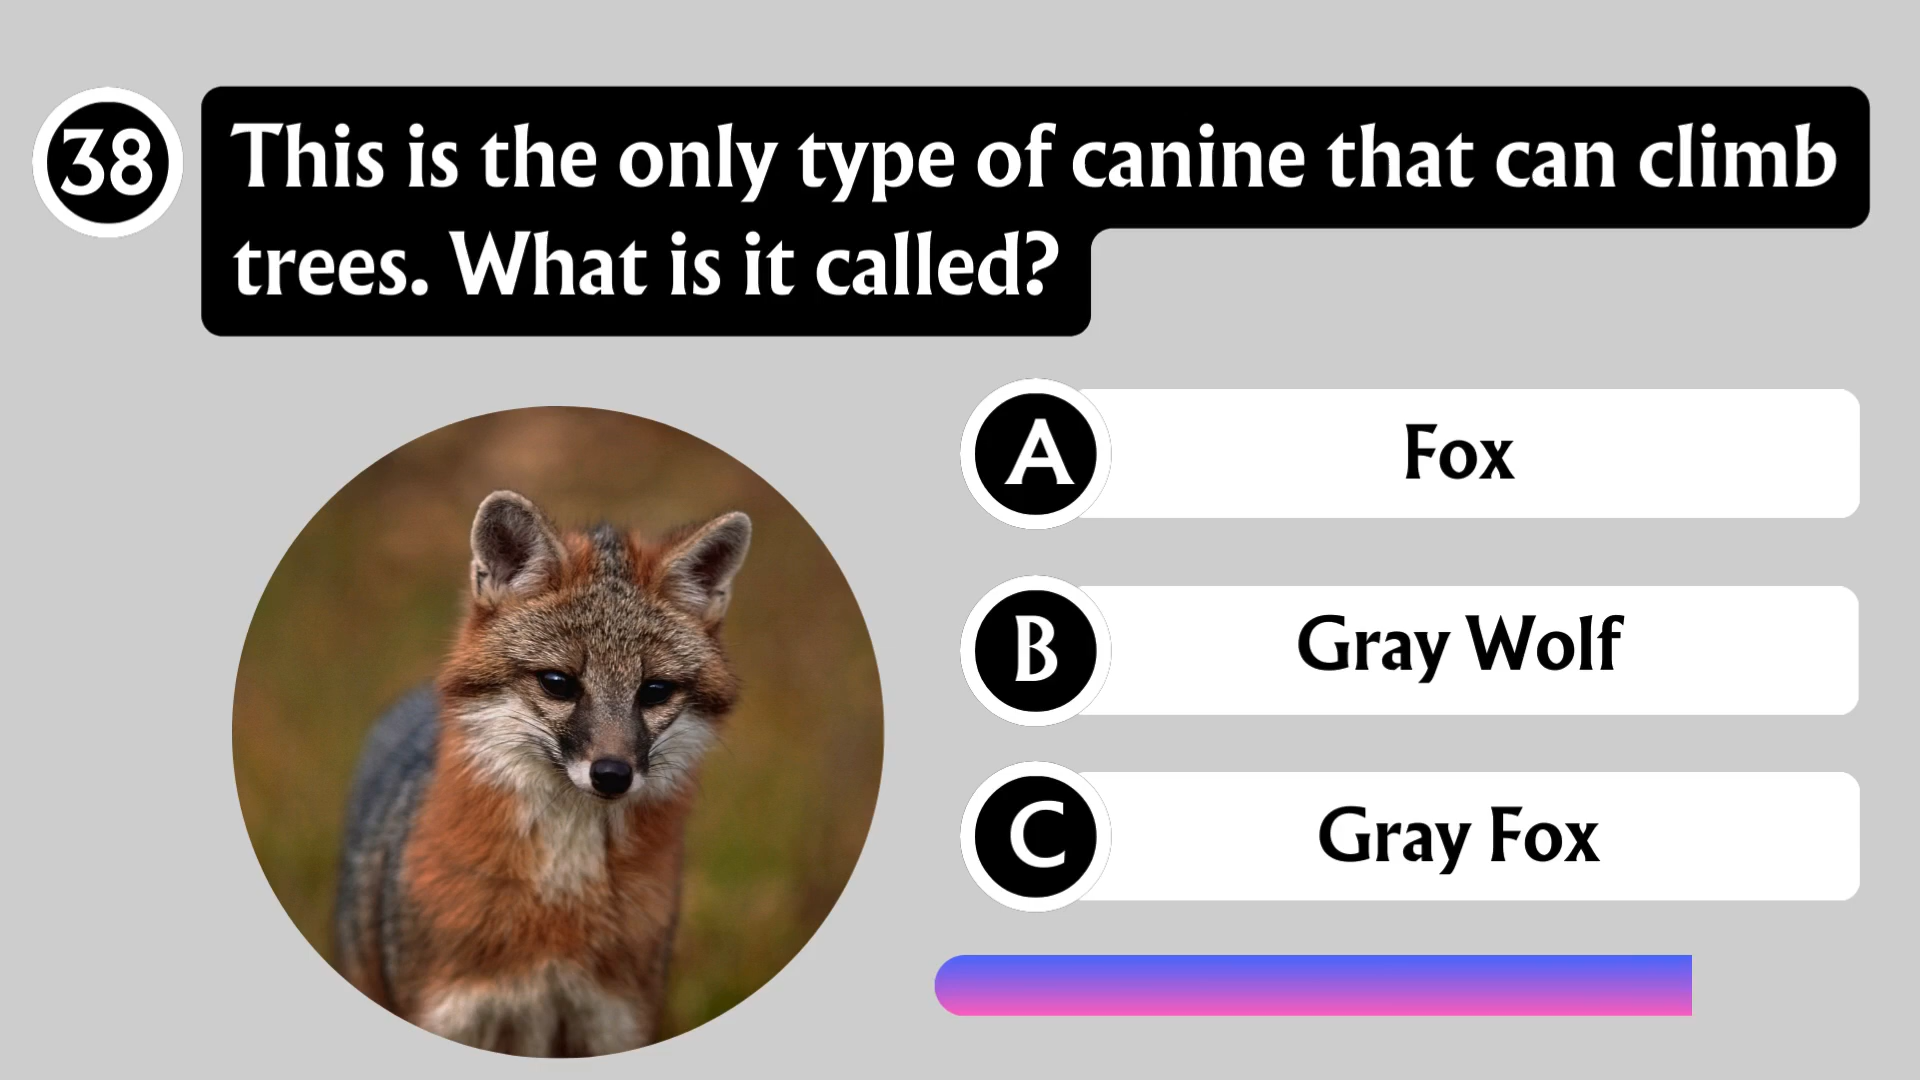 38
This is the only type of canine that can climb
trees. What is it called?
A
Fox
B
Gray Wolf
C
Gray Fox